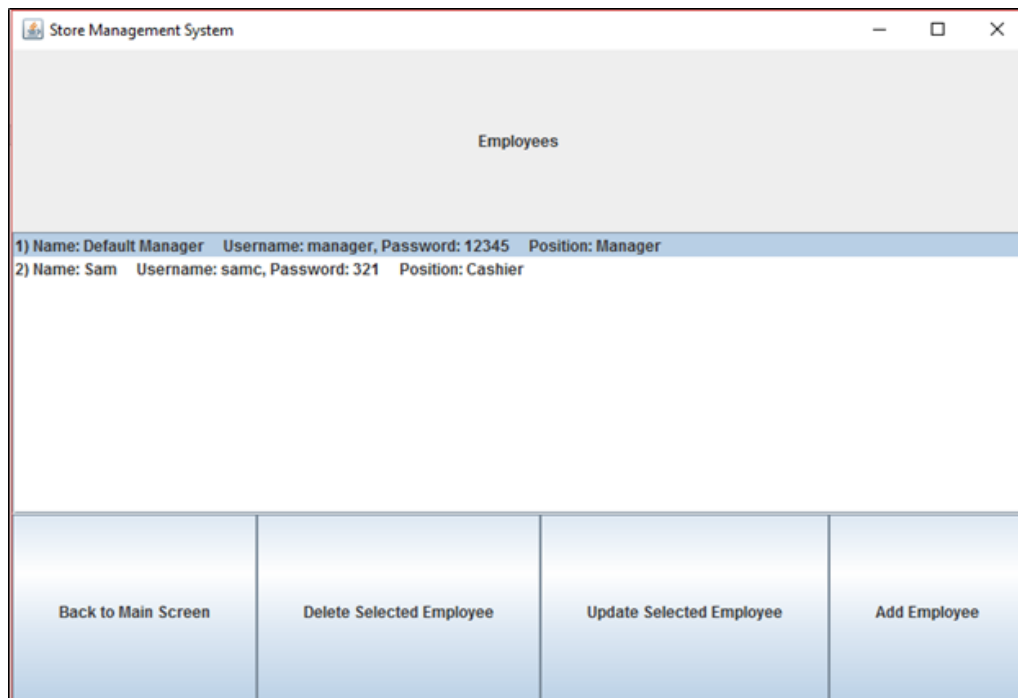 Store Management System
Employees
1) Name: Default Manager Username: manager, Password: 12345 Position: Manager
2) Name: Sam Username: samc, Password: 321 Position: Cashier
Back to Main Screen
Delete Selected Employee
Update Selected Employee
Add Employee